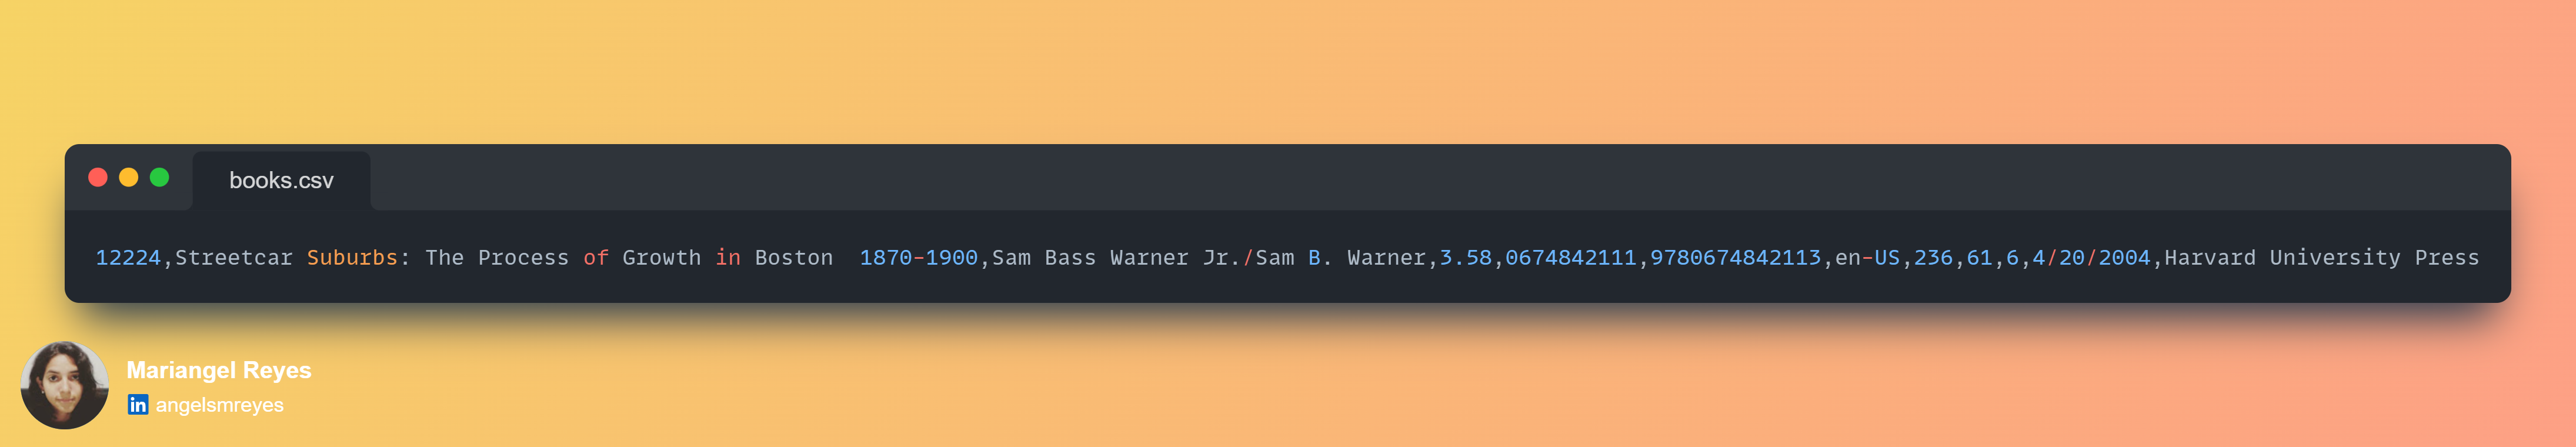 books.csv
12224,Streetcar Suburbs: The Process of Growth in Boston  1870-1900,Sam Bass Warner Jr./Sam B. Warner,3.58,0674842111,9780674842113,en-US,236,61,6,4/20/2004,Harvard University Press
Mariangel Reyes
in angelsmreyes